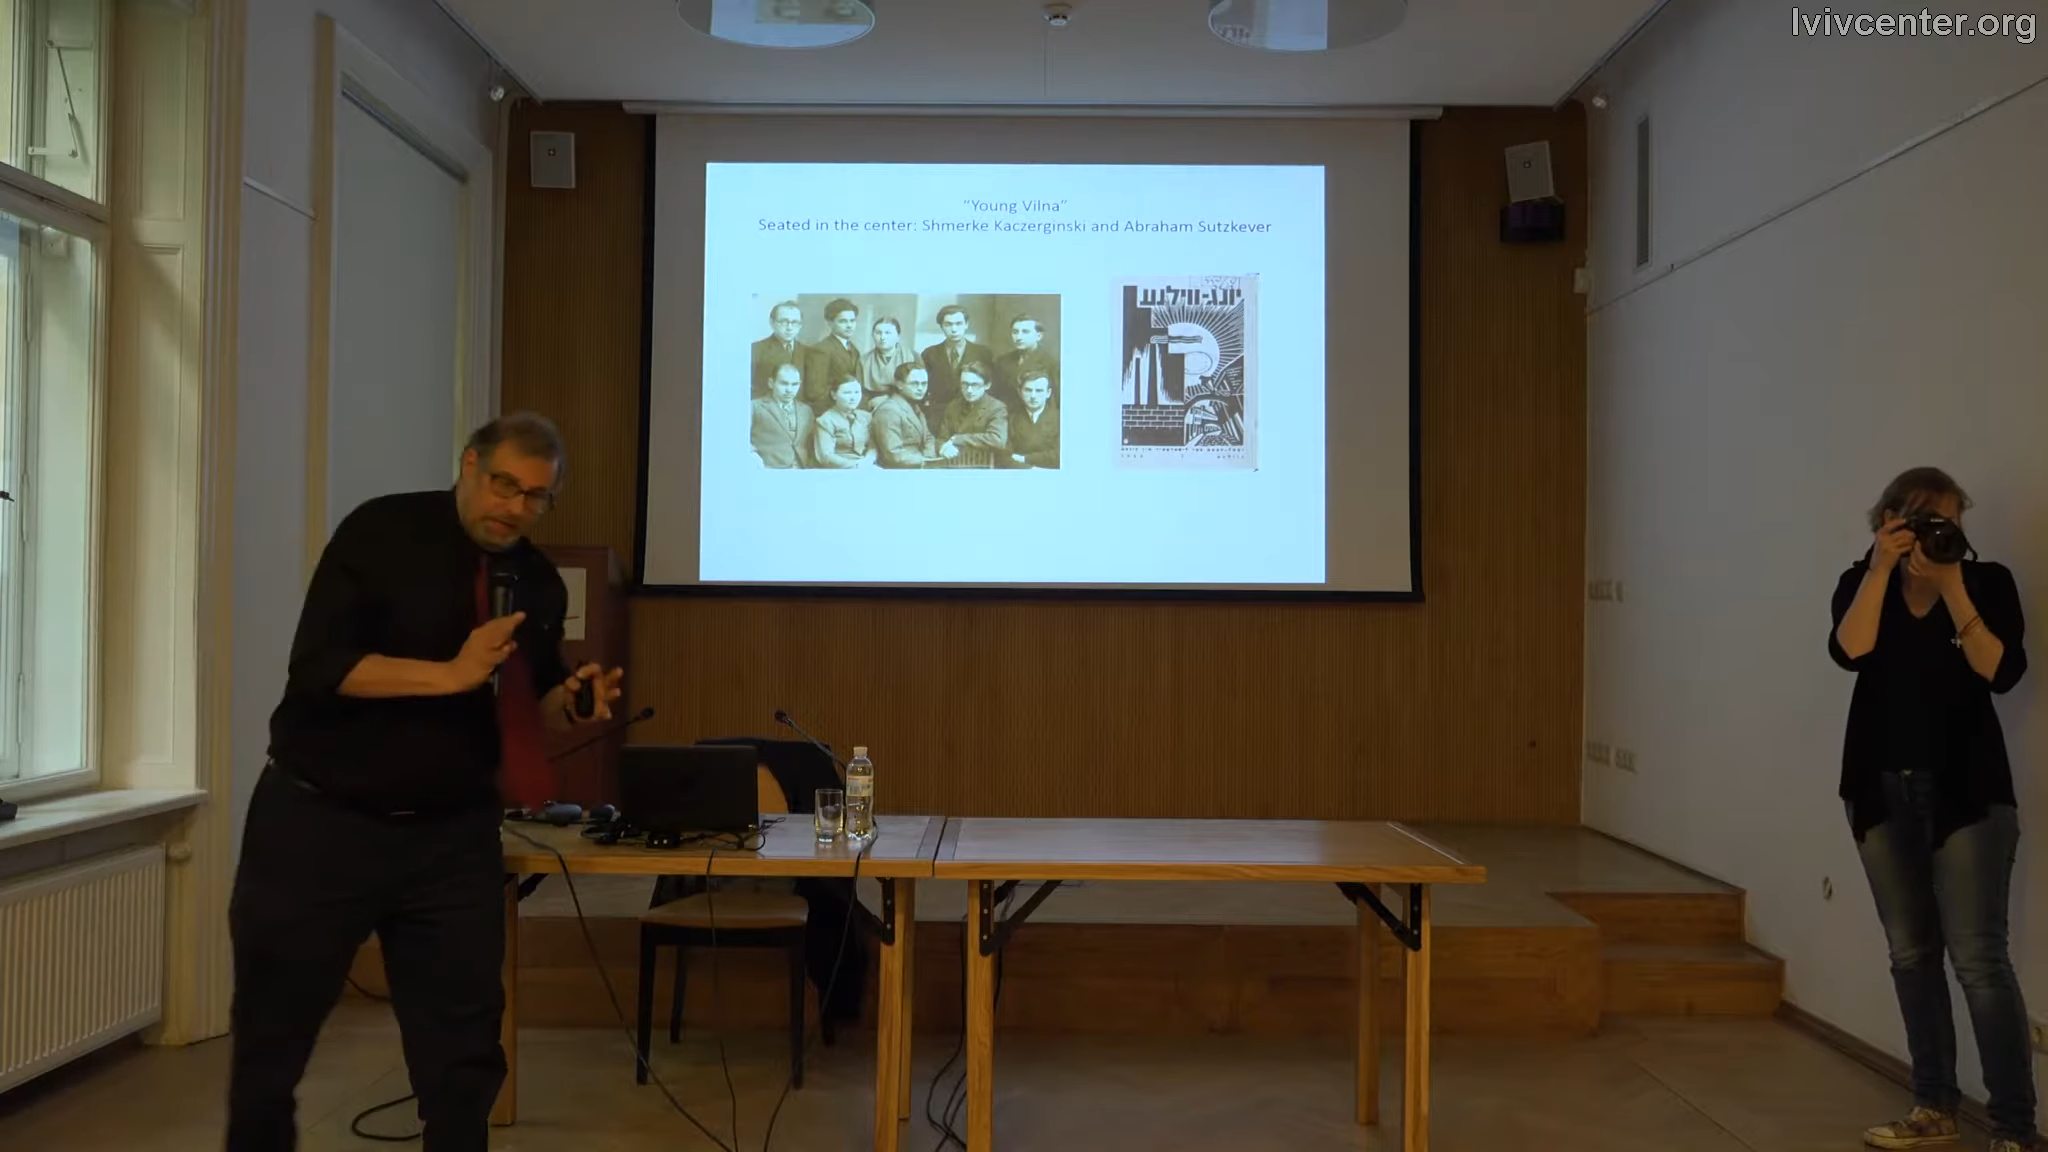 lvivcenter.org
"Young Vilna"
Seated in the center: Shmerke Kaczerginski and Abraham Sutzkever
יונג-ווילנע